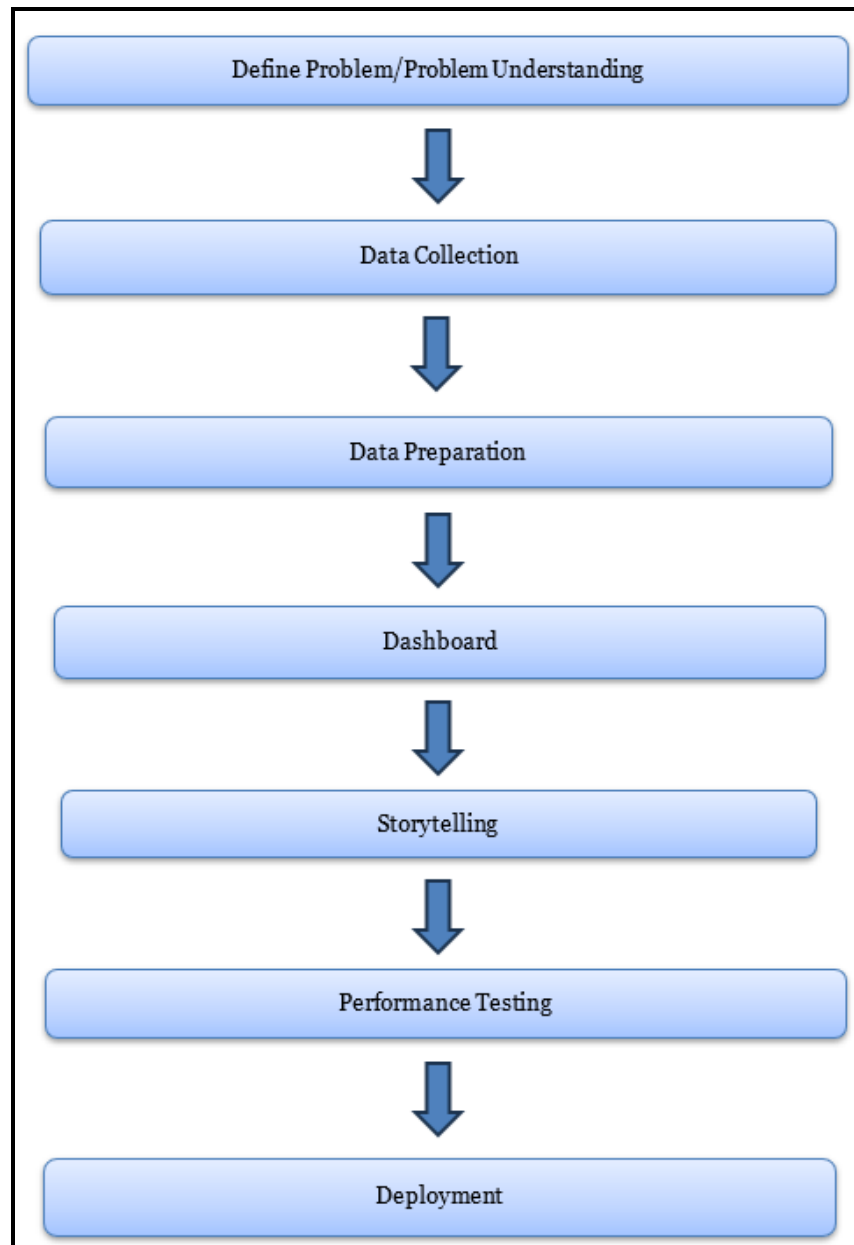 Define Problem/Problem Understanding
Data Collection
Data Preparation
Dashboard
Storytelling
Performance Testing
Deployment